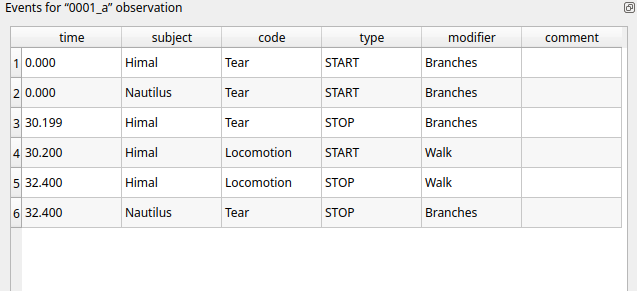 Events for “0001_a” observation
time subject code type modifier comment
1 0.000 Himal Tear START Branches
2 0.000 Nautilus Tear START Branches
3 30.199 Himal Tear STOP Branches
4 30.200 Himal Locomotion START Walk
5 32.400 Himal Locomotion STOP Walk
6 32.400 Nautilus Tear STOP Branches